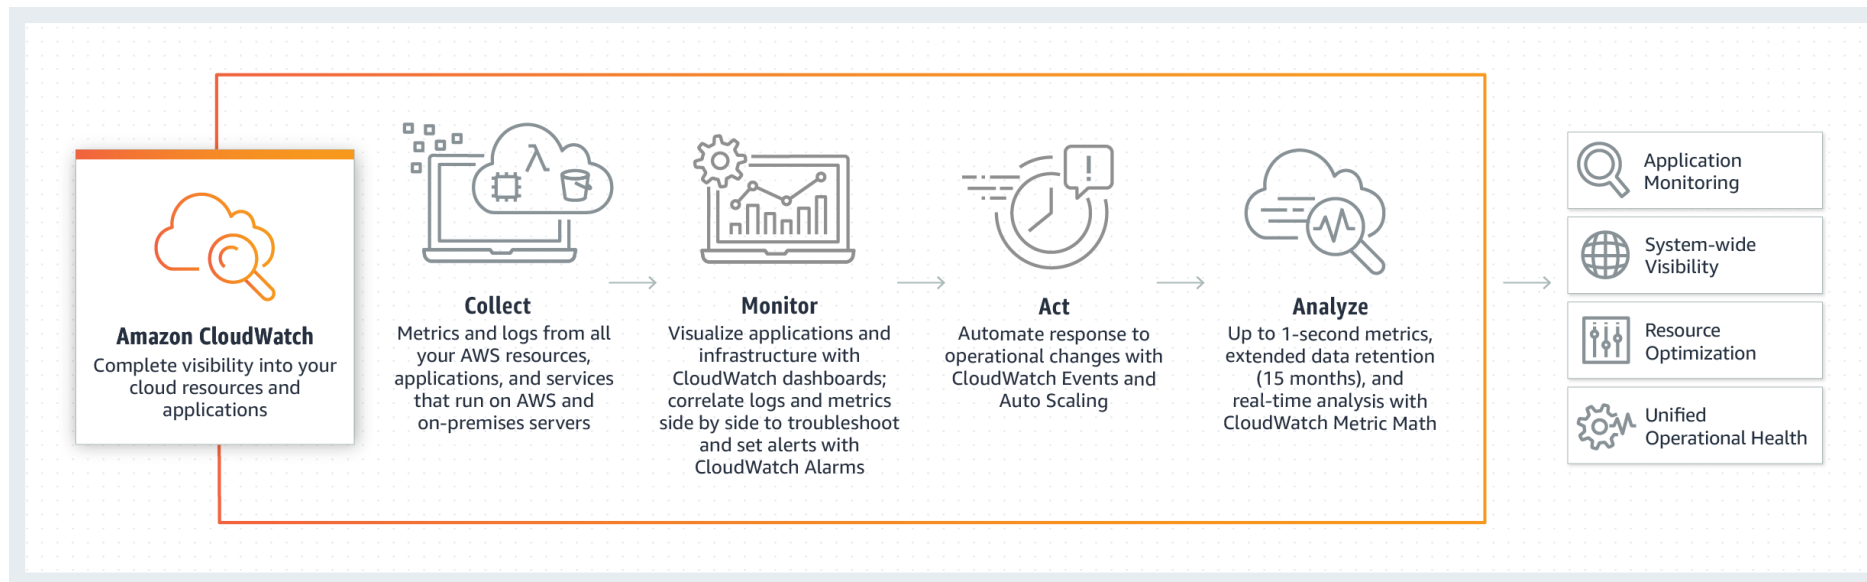 Amazon CloudWatch
Complete visibility into your
cloud resources and
applications
Collect
Metrics and logs from all
your AWS resources,
applications, and services
that run on AWS and
on-premises servers
Monitor
Visualize applications and
infrastructure with
CloudWatch dashboards;
correlate logs and metrics
side by side to troubleshoot
and set alerts with
CloudWatch Alarms
Act
Automate response to
operational changes with
CloudWatch Events and
Auto Scaling
Analyze
Up to 1-second metrics,
extended data retention
(15 months), and
real-time analysis with
CloudWatch Metric Math
Application
Monitoring
System-wide
Visibility
Resource
Optimization
Unified
Operational Health